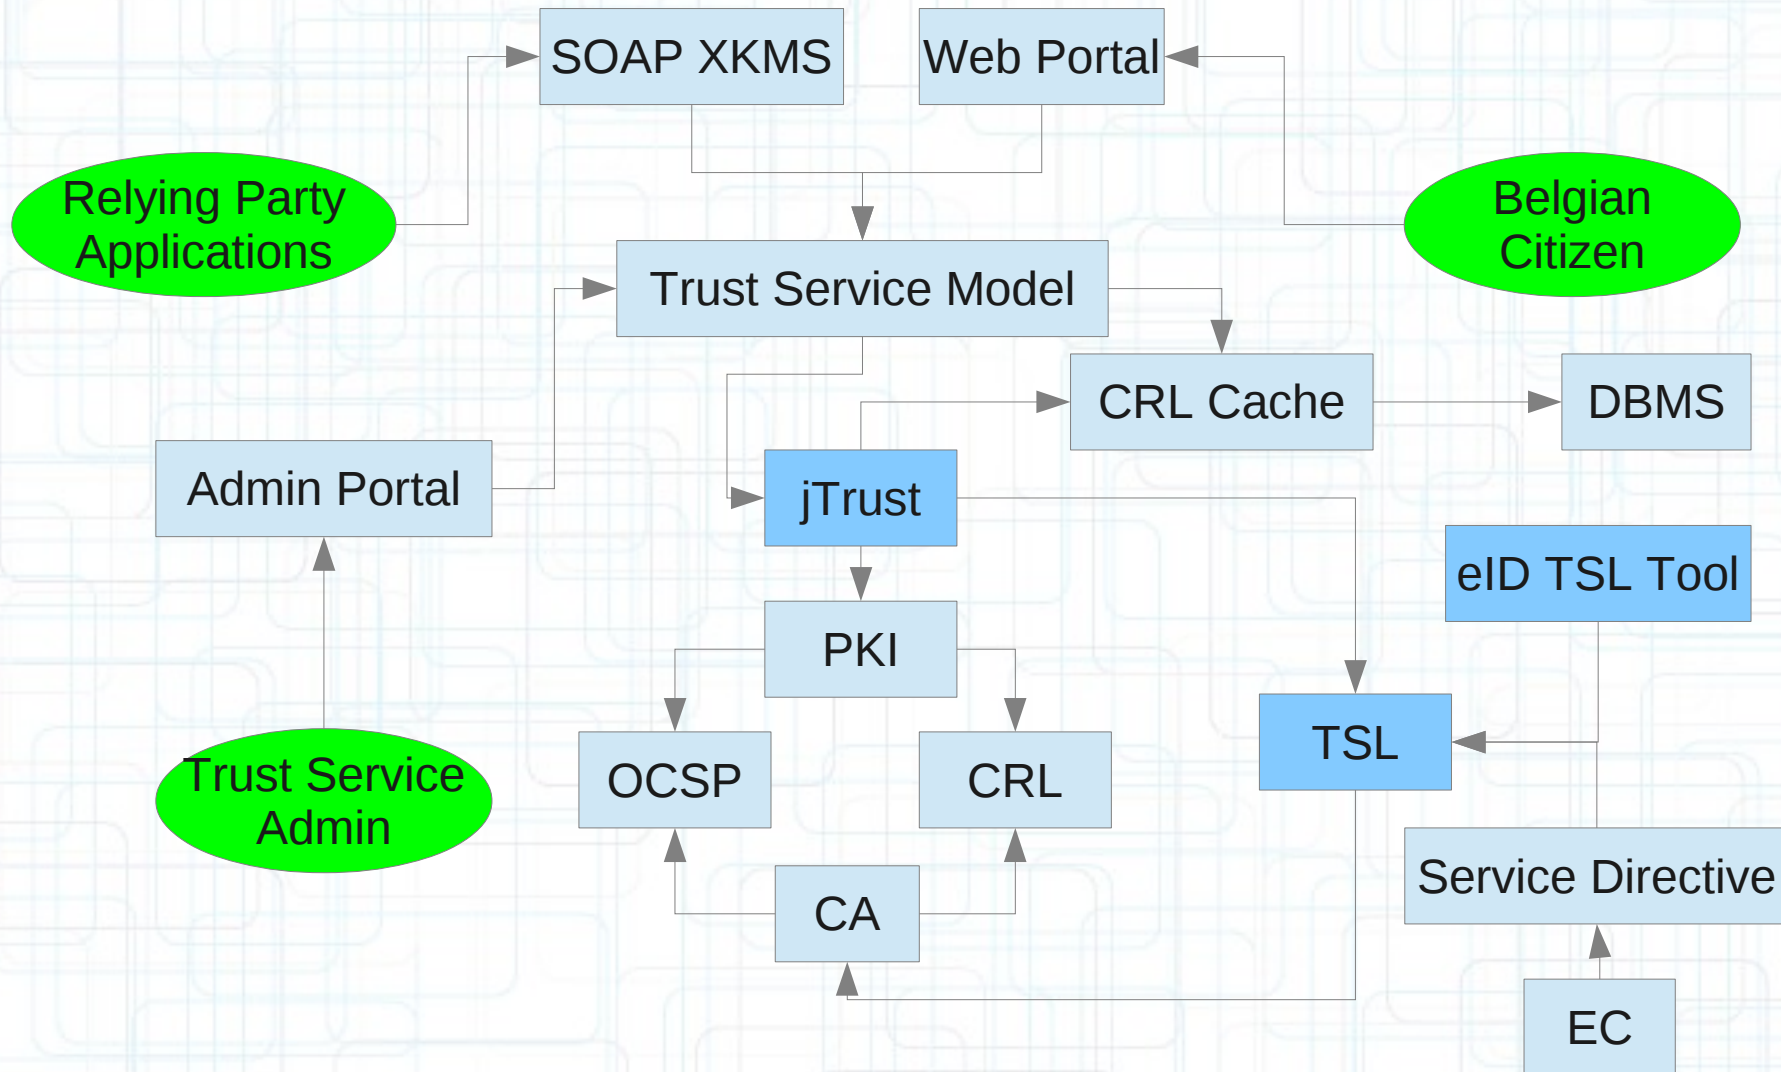 SOAP XKMS
Web Portal
Relying Party
Applications
Belgian
Citizen
Trust Service Model
CRL Cache
DBMS
Admin Portal
jTrust
eID TSL Tool
PKI
TSL
Trust Service
Admin
OCSP
CRL
Service Directive
CA
EC